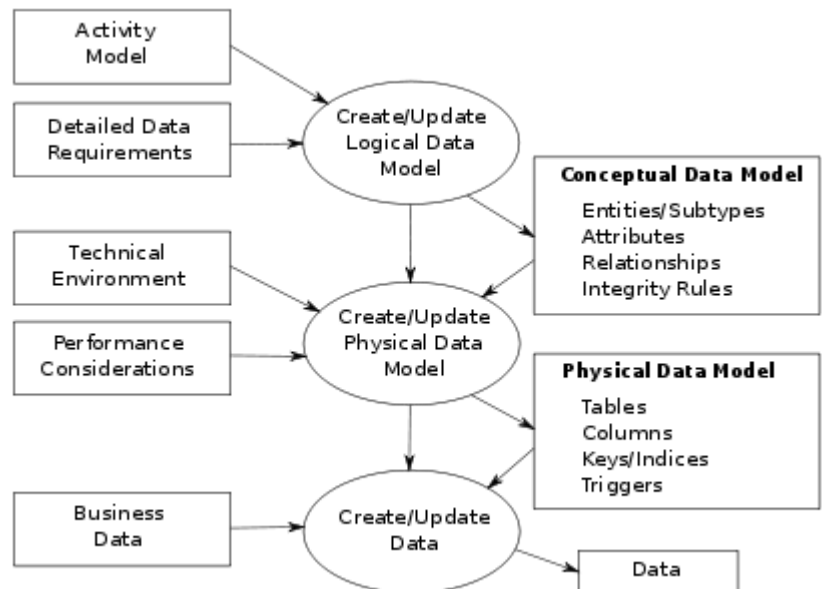 Activity
Model
Detailed Data
Requirements
Create/Update
Logical Data
Model
Conceptual Data Model
Entities/Subtypes
Attributes
Relationships
Integrity Rules
Technical
Environment
Performance
Considerations
Create/Update
Physical Data
Model
Physical Data Model
Tables
Columns
Keys/Indices
Triggers
Business
Data
Create/Update
Data
Data